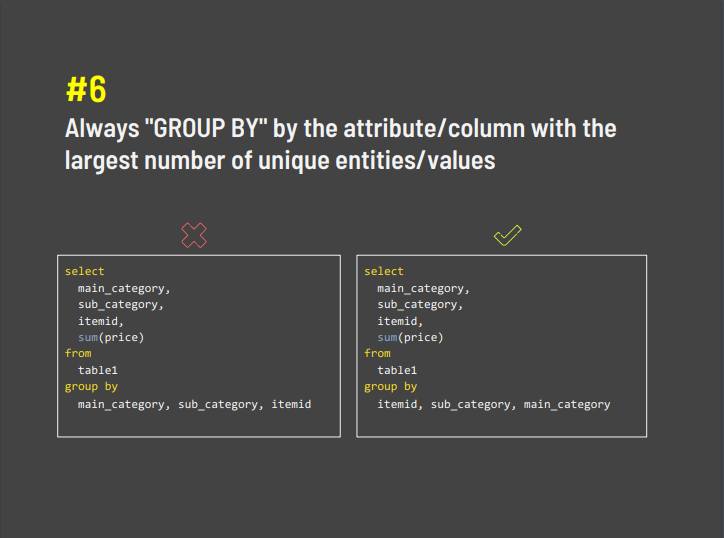 #6
Always "GROUP BY" by the attribute/column with the
largest number of unique entities/values
select
main_category,
sub_category,
itemid,
sum(price)
from
table1
group by
main_category, sub_category, itemid
select
main_category,
sub_category,
itemid,
sum(price)
from
table1
group by
itemid, sub_category, main_category